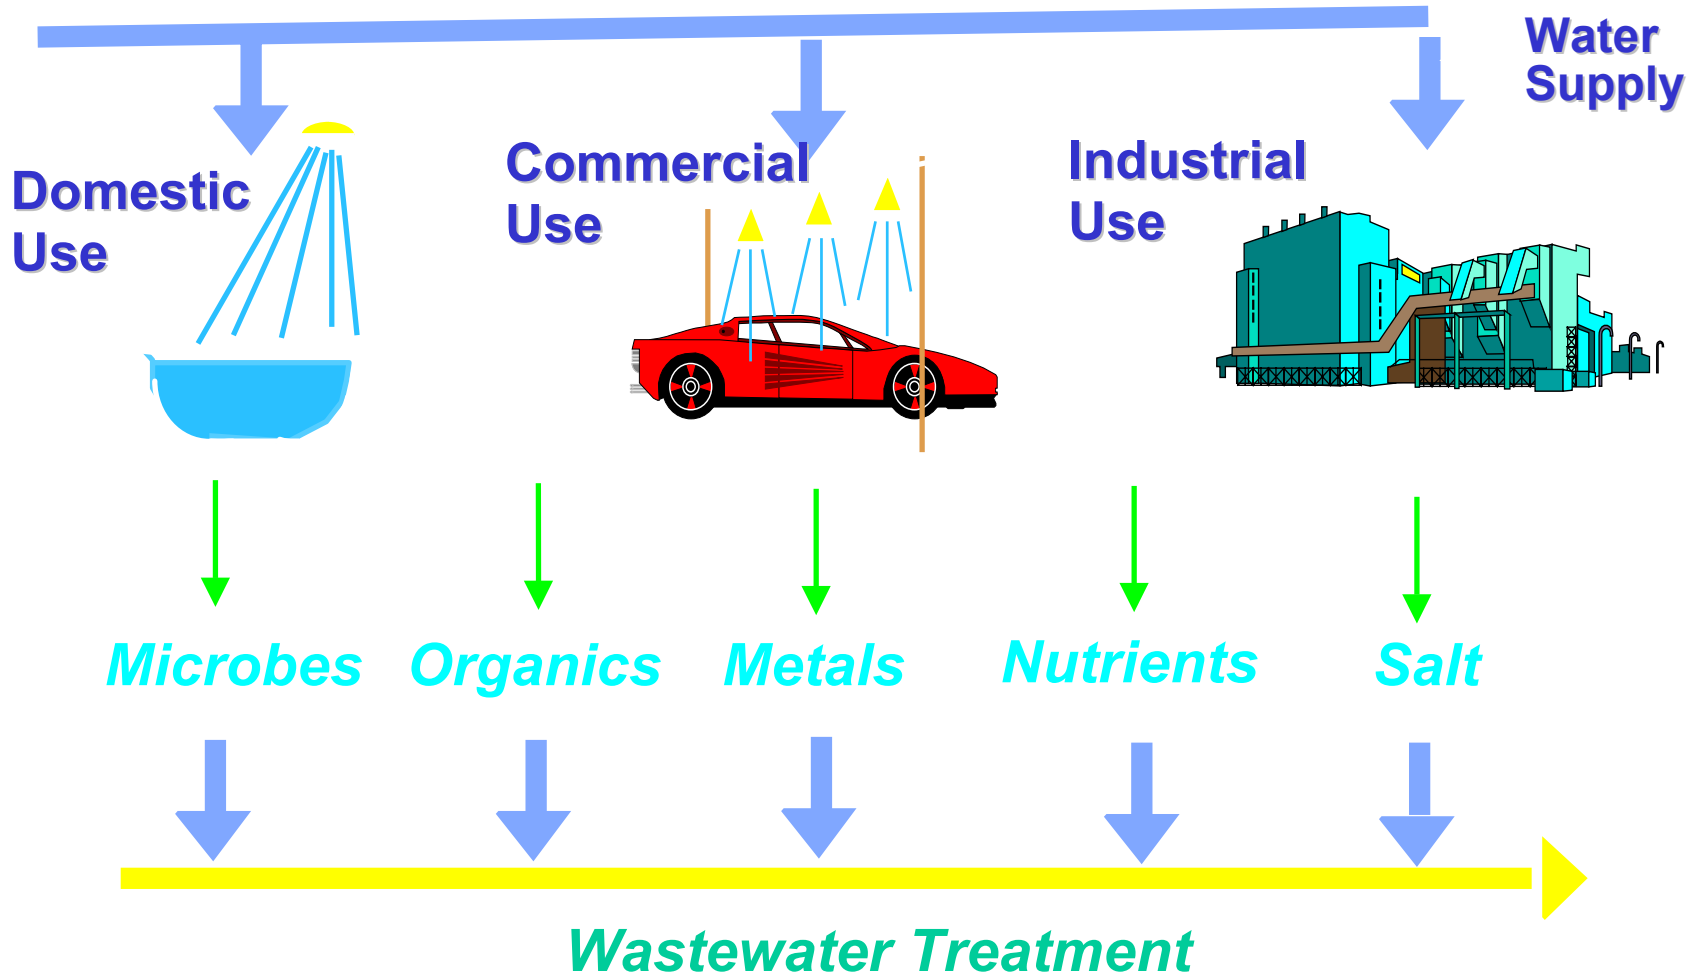 Water
Supply
Domestic
Use
Commercial
Use
Industrial
Use
Microbes
Organics
Metals
Nutrients
Salt
Wastewater Treatment